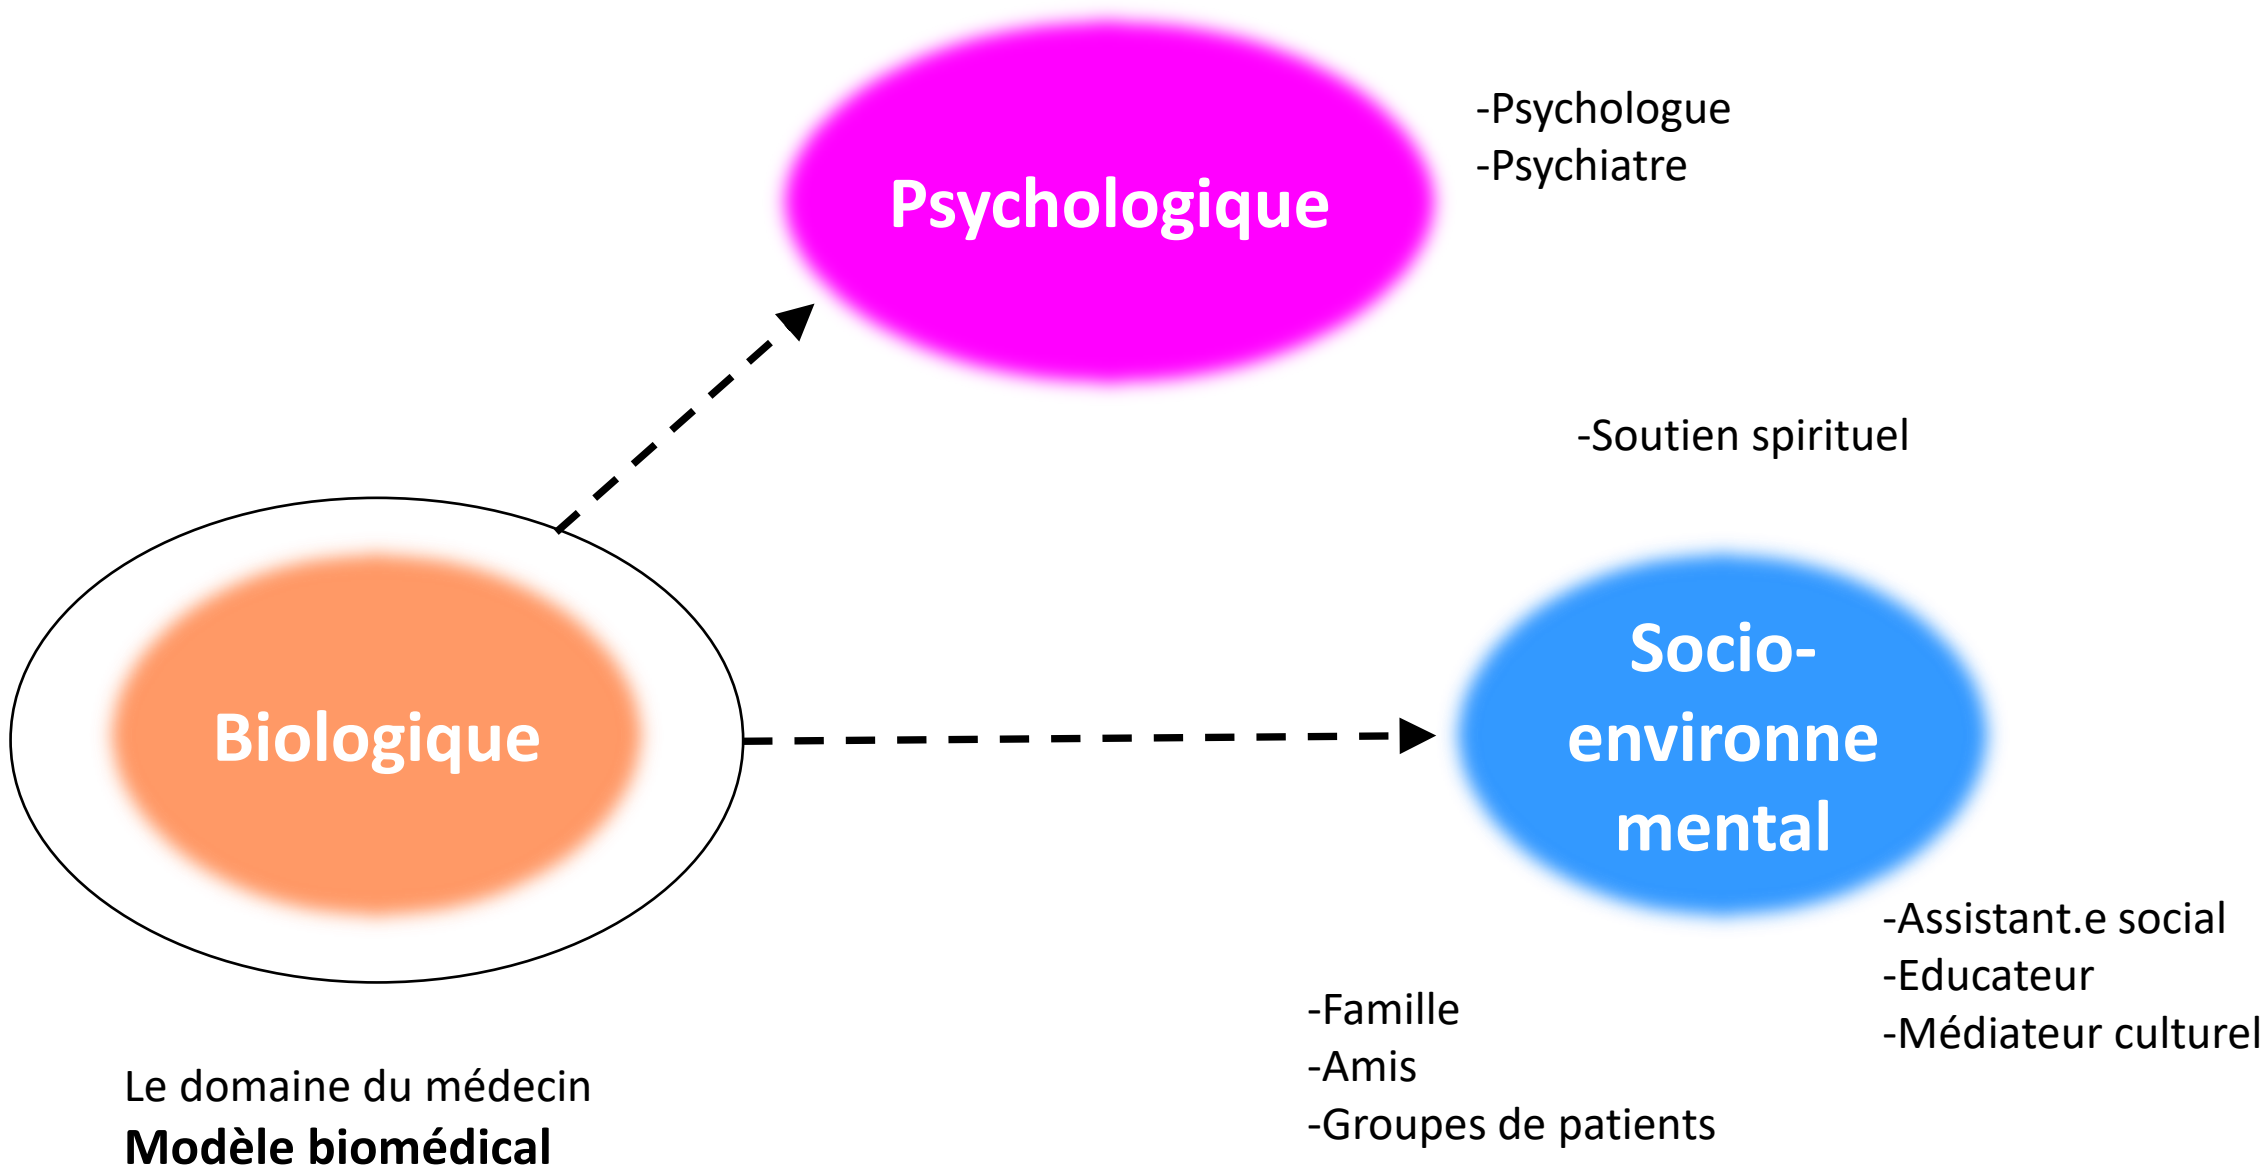 Psychologique
-Psychologue
-Psychiatre
-Soutien spirituel
Biologique
Socio-
environne
mental
-Assistant.e social
-Educateur
-Médiateur culturel
-Famille
-Amis
-Groupes de patients
Le domaine du médecin
Modèle biomédical